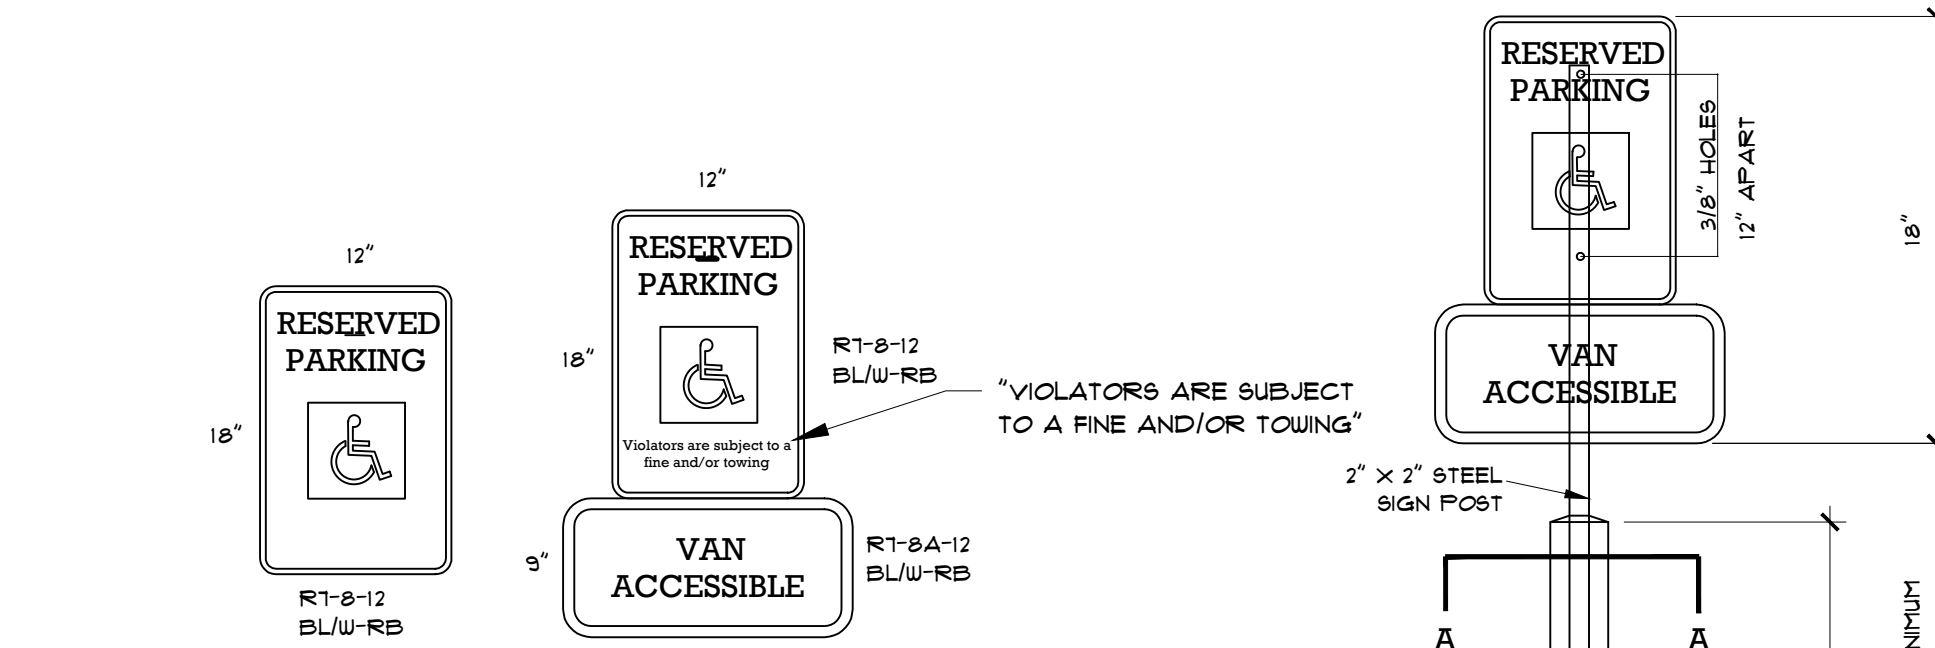 12"
RESERVED
PARKING
18"
R7-8-12
BL/W-RB
12"
RESERVED
PARKING
18"
Violators are subject to a
fine and/or towing
R7-8-12
BL/W-RB
"VIOLATORS ARE SUBJECT
TO A FINE AND/OR TOWING"
9"
VAN
ACCESSIBLE
R7-8A-12
BL/W-RB
RESERVED
PARKING
3/8" HOLES
12" APART
18"
VAN
ACCESSIBLE
2" X 2" STEEL
SIGN POST
A
A